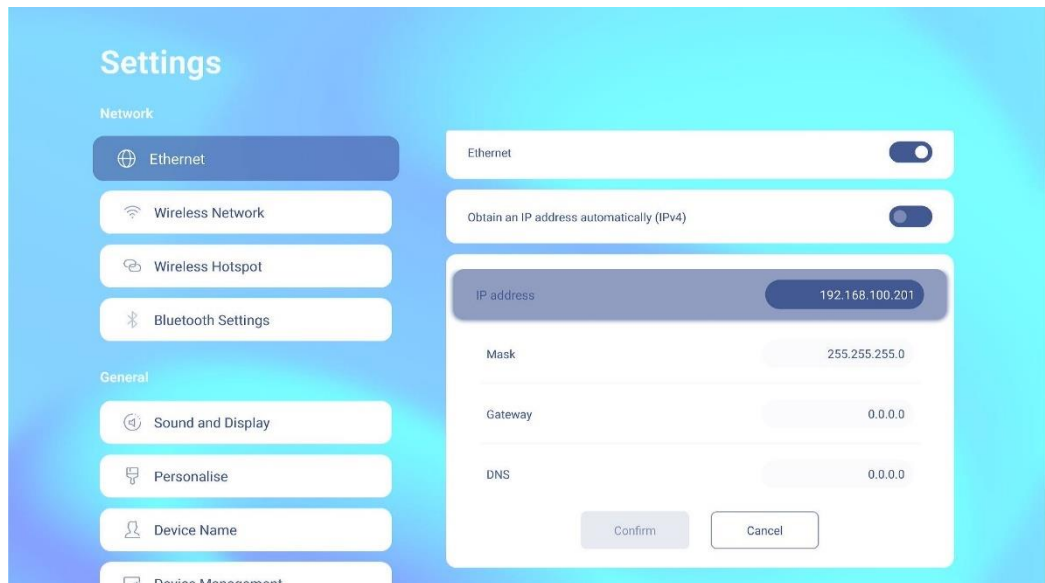 Settings
Network
Ethernet
Wireless Network
Wireless Hotspot
Bluetooth Settings
General
Sound and Display
Personalise
Device Name
Device Management
Ethernet
Obtain an IP address automatically (IPv4)
IP address 192.168.100.201
Mask 255.255.255.0
Gateway 0.0.0.0
DNS 0.0.0.0
Confirm Cancel